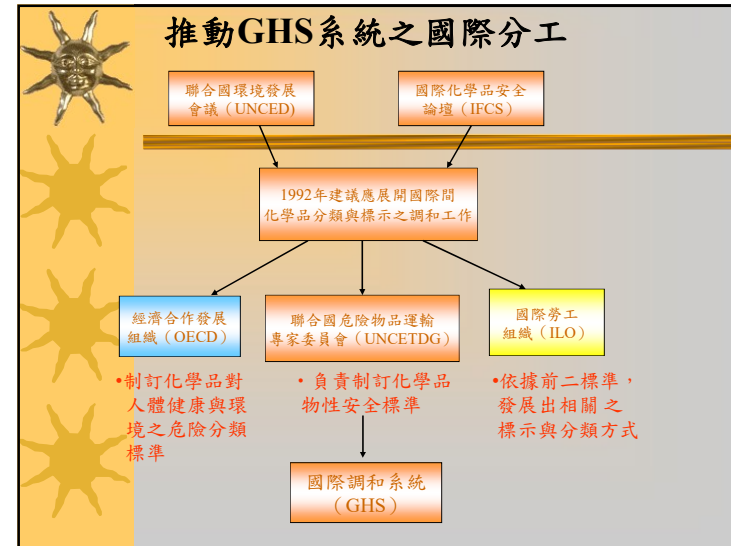 推動GHS系統之國際分工
聯合國環境發展
會議（UNCED)
國際化學品安全
論壇（IFCS）
1992年建議應展開國際間
化學品分類與標示之調和工作
經濟合作發展
組織（OECD）
聯合國危險物品運輸
專家委員會（UNCETDG）
國際勞工
組織（ILO）
•制訂化學品對
人體健康與環
境之危險分類
標準
•負責制訂化學品
物性安全標準
•依據前二標準，
發展出相關之
標示與分類方式
國際調和系統
（GHS）